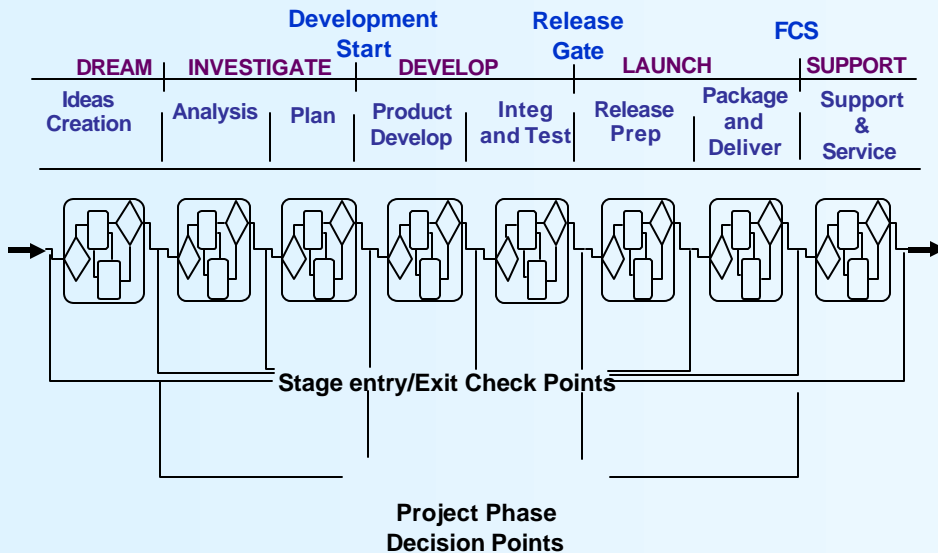 Development
Start
Release
Gate
FCS
DREAM
INVESTIGATE
DEVELOP
LAUNCH
SUPPORT
Ideas
Creation
Analysis
Plan
Product
Develop
Integ
and Test
Release
Prep
Package
and
Deliver
Support
&
Service
Stage entry/Exit Check Points
Project Phase
Decision Points